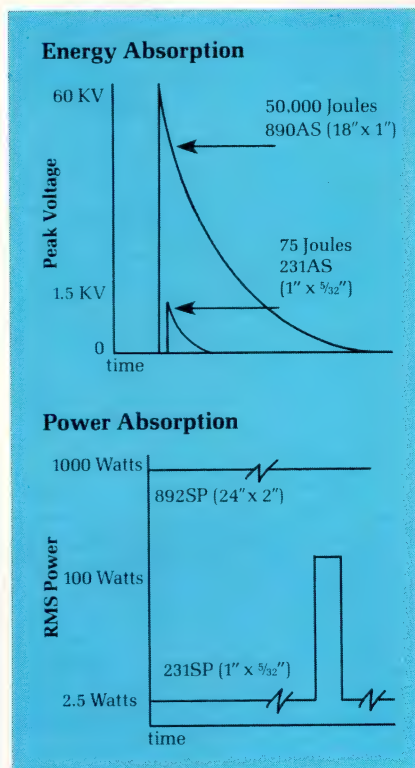 Energy Absorption
60 KV
50.000 Joules
890AS (18″ x 1″)
Peak Voltage
75 Joules
231AS
(1″ x 5/32″)
1.5 KV
0
time
Power Absorption
1000 Watts
892SP (24″ x 2″)
RMS Power
100 Watts
231SP (1″ x 5/32″)
2.5 Watts
time